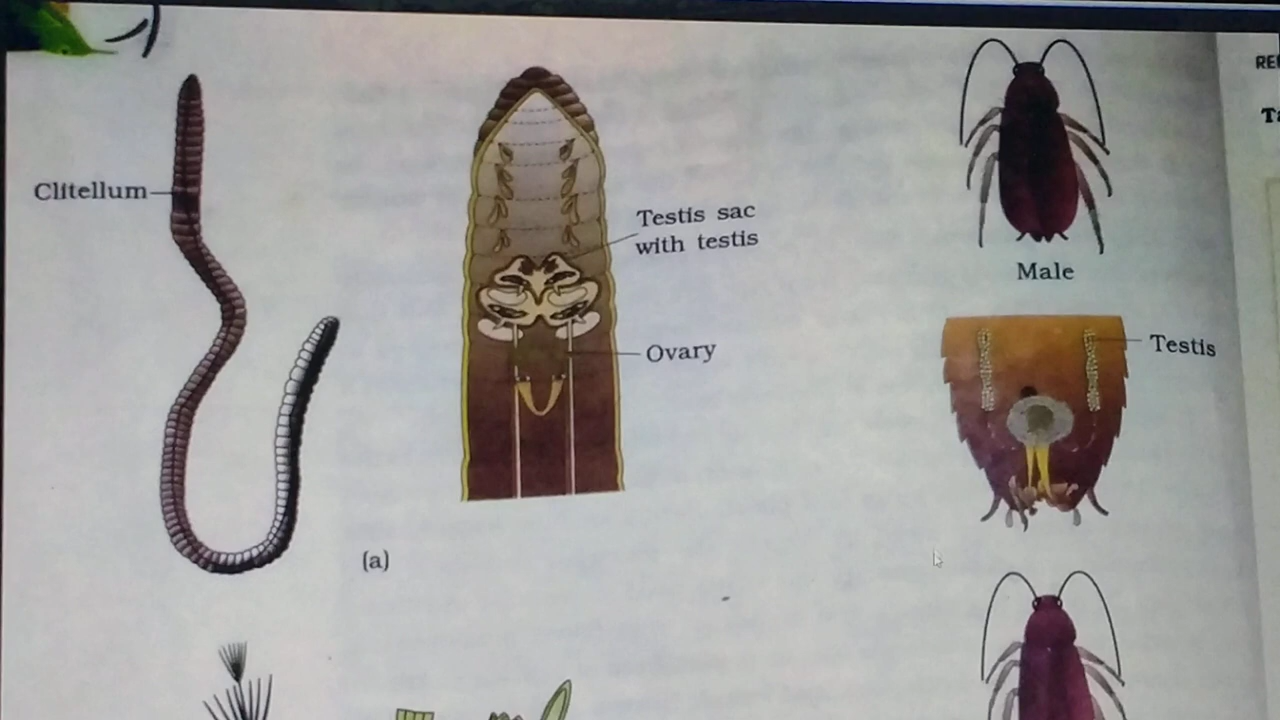 Clitellum
Testis sac
with testis
Ovary
(a)
Male
Testis